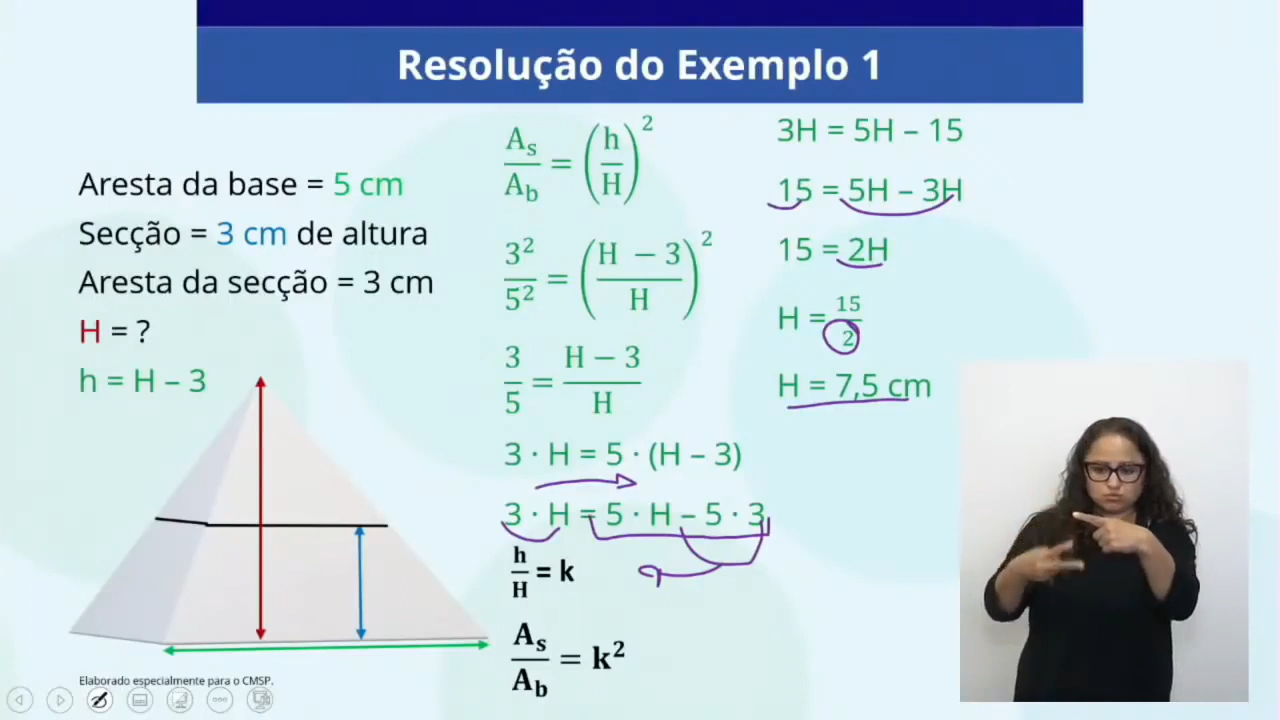 Resolução do Exemplo 1
Aresta da base = 5 cm
Secção = 3 cm de altura
Aresta da secção = 3 cm
H = ?
h = H – 3
Elaborado especialmente para o CMSP.
Aₛ/A_b = (h/H)²
3²/5² = (H – 3/H)²
3/5 = H – 3/H
3 · H = 5 · (H – 3)
3 · H = 5 · H – 5 · 3
h/H = k
Aₛ/A_b = k²
3H = 5H – 15
15 = 5H – 3H
15 = 2H
H = 15/2
H = 7,5 cm